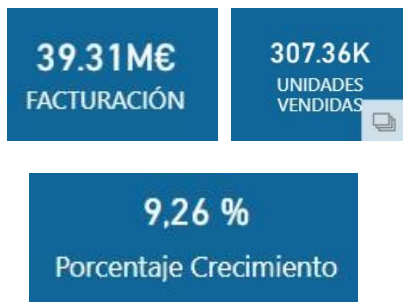 39.31M€
FACTURACIÓN
307.36K
UNIDADES
VENDIDAS
9,26 %
Porcentaje Crecimiento